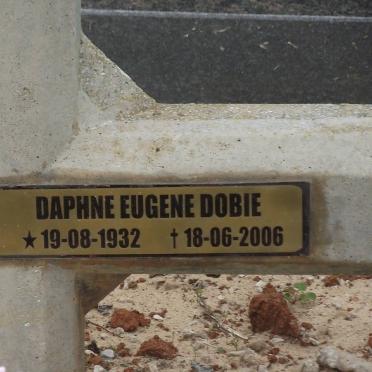 DAPHNE EUGENE DOBIE
★ 19-08-1932 † 18-06-2006